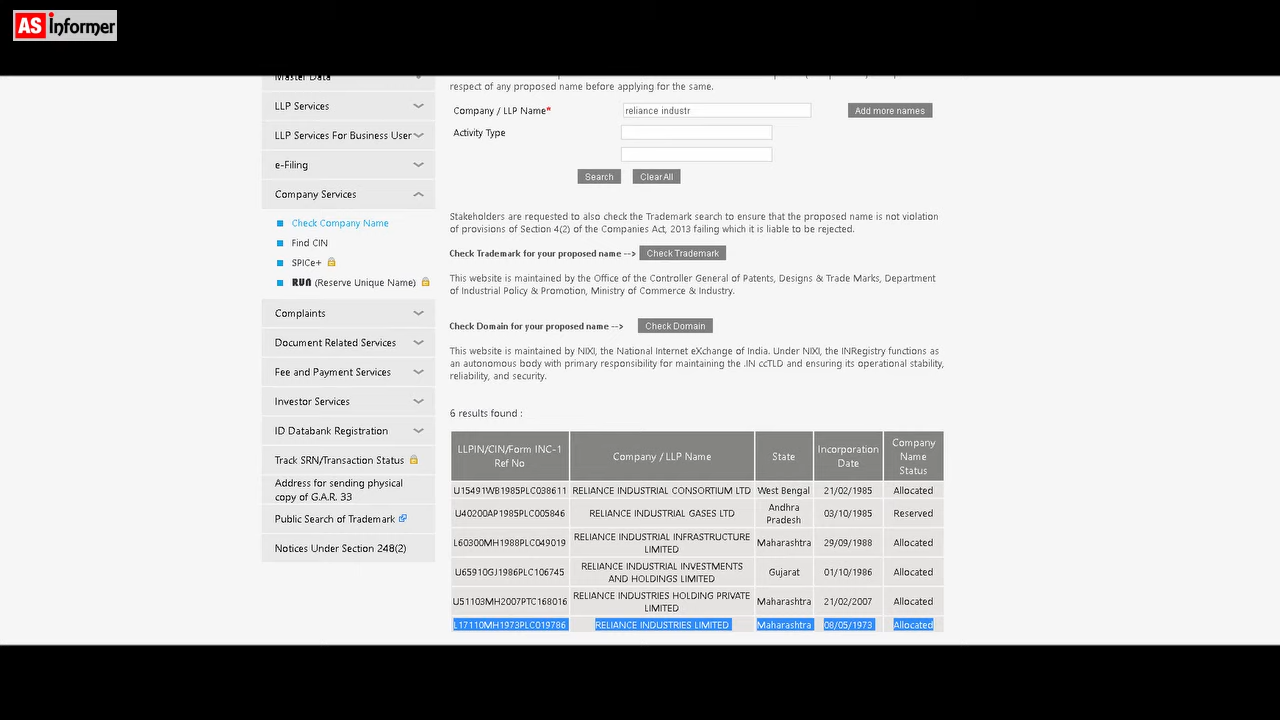 AS Informer
Master Data
LLP Services
LLP Services For Business User
e-Filing
Company Services
Check Company Name
Find CIN
SPICe+
RUN (Reserve Unique Name)
Complaints
Document Related Services
Fee and Payment Services
Investor Services
ID Databank Registration
Track SRN/Transaction Status
Address for sending physical
copy of G.A.R. 33
Public Search of Trademark
Notices Under Section 248(2)
respect of any proposed name before applying for the same.
Company / LLP Name* reliance industr Add more names
Activity Type
Search Clear All
Stakeholders are requested to also check the Trademark search to ensure that the proposed name is not violation
of provisions of Section 4(2) of the Companies Act, 2013 failing which it is liable to be rejected.
Check Trademark for your proposed name --> Check Trademark
This website is maintained by the Office of the Controller General of Patents, Designs & Trade Marks, Department
of Industrial Policy & Promotion, Ministry of Commerce & Industry.
Check Domain for your proposed name --> Check Domain
This website is maintained by NIXI, the National Internet eXchange of India. Under NIXI, the INRegistry functions as
an autonomous body with primary responsibility for maintaining the .IN ccTLD and ensuring its operational stability,
reliability, and security.
6 results found :
LLPIN/CIN/Form INC-1 Ref No Company / LLP Name State Incorporation Date Company Name Status
U15491WB1985PLC038611 RELIANCE INDUSTRIAL CONSORTIUM LTD West Bengal 21/02/1985 Allocated
U40200AP1985PLC005846 RELIANCE INDUSTRIAL GASES LTD Andhra Pradesh 03/10/1985 Reserved
L60300MH1988PLC049019 RELIANCE INDUSTRIAL INFRASTRUCTURE LIMITED Maharashtra 29/09/1988 Allocated
U65910GJ1986PLC106745 RELIANCE INDUSTRIAL INVESTMENTS AND HOLDINGS LIMITED Gujarat 01/10/1986 Allocated
U51103MH2007PTC168016 RELIANCE INDUSTRIES HOLDING PRIVATE LIMITED Maharashtra 21/02/2007 Allocated
L17110MH1973PLC019786 RELIANCE INDUSTRIES LIMITED Maharashtra 08/05/1973 Allocated